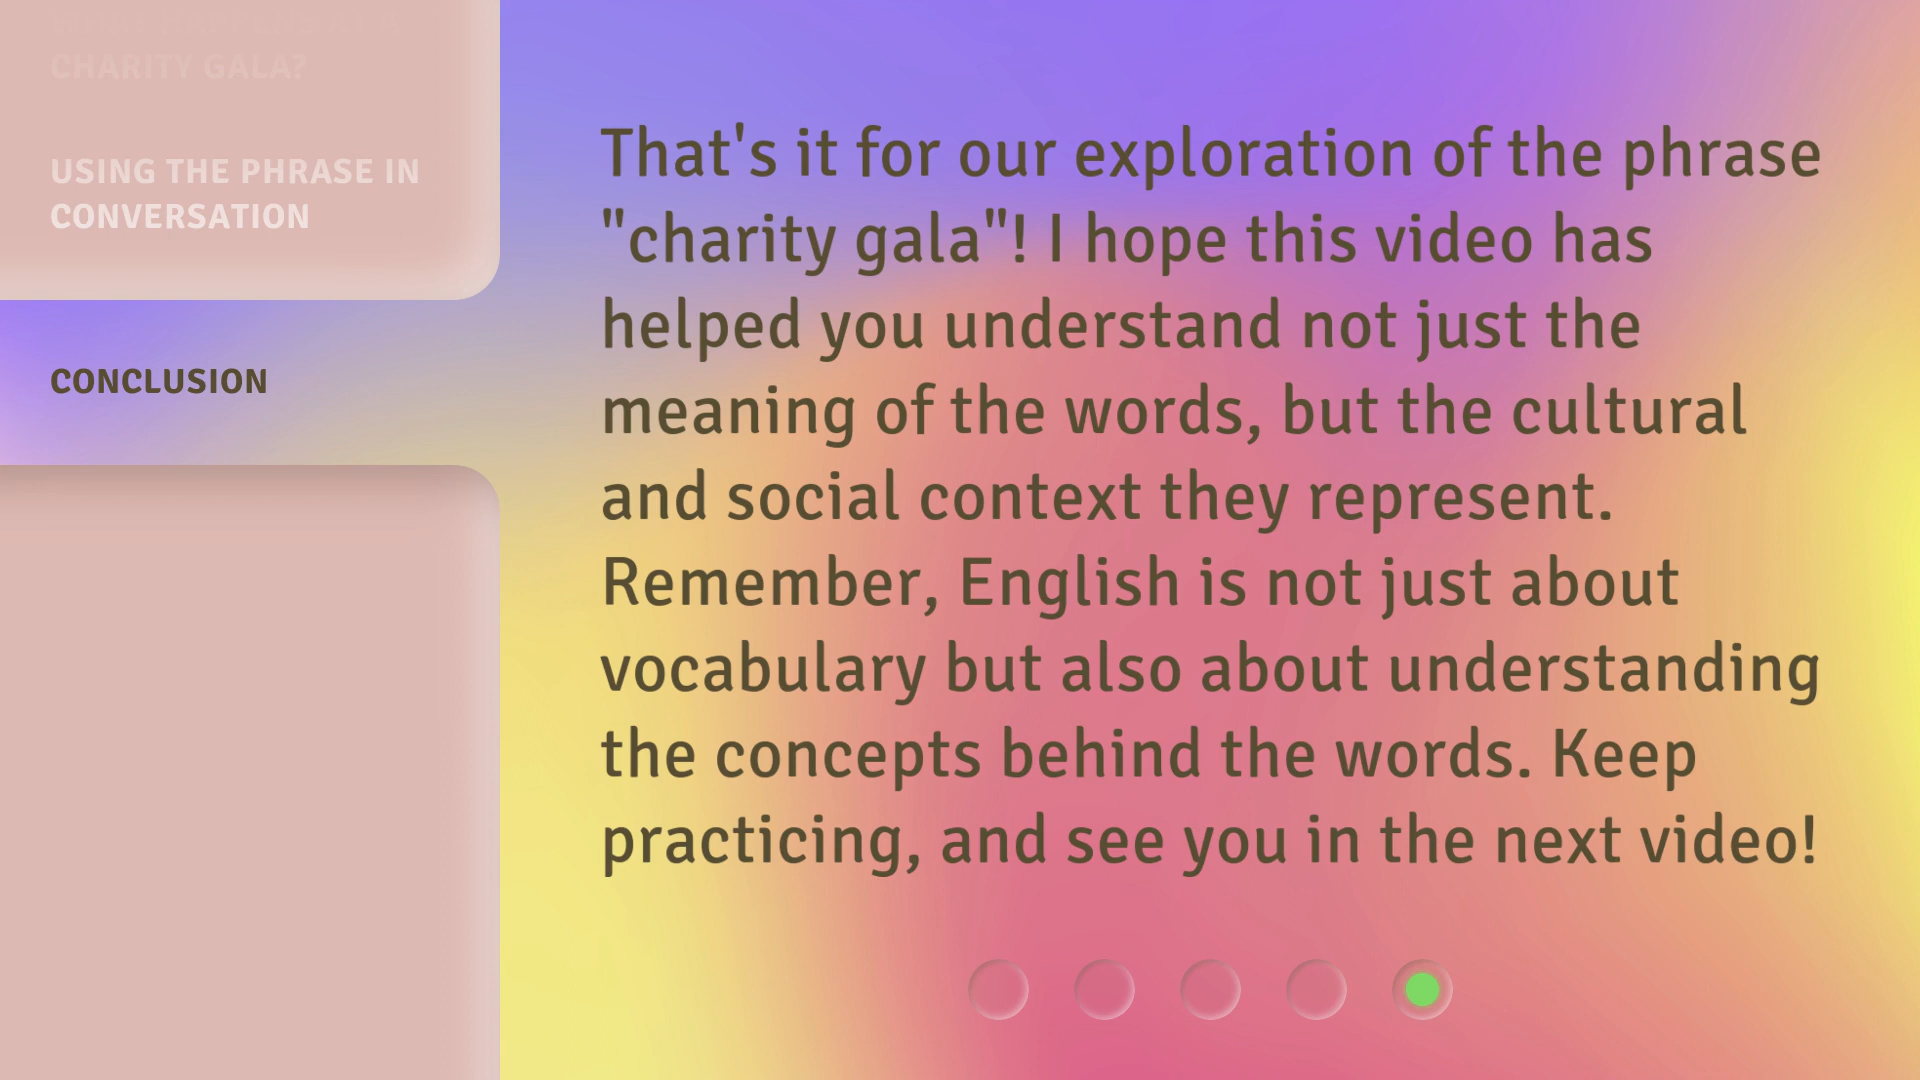 CHARITY GALA?
USING THE PHRASE IN
CONVERSATION
CONCLUSION
That's it for our exploration of the phrase
"charity gala"! I hope this video has
helped you understand not just the
meaning of the words, but the cultural
and social context they represent.
Remember, English is not just about
vocabulary but also about understanding
the concepts behind the words. Keep
practicing, and see you in the next video!